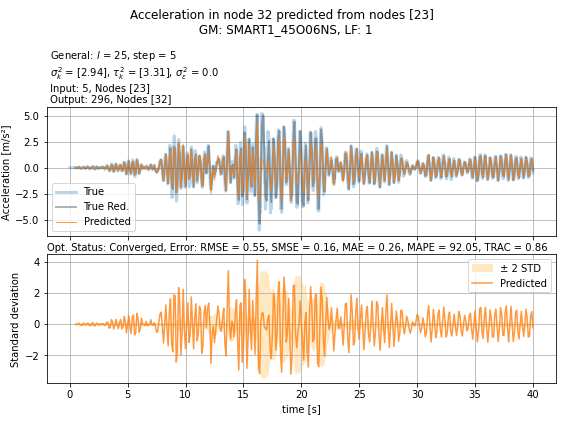 Acceleration in node 32 predicted from nodes [23]
GM: SMART1_45O06NS, LF: 1
General: l = 25, step = 5
σ²ₖ = [2.94], τ²ₖ = [3.31], σ²ₑ = 0.0
Input: 5, Nodes [23]
Output: 296, Nodes [32]
Acceleration [m/s²]
5.0
2.5
0.0
−2.5
−5.0
True
True Red.
Predicted
Opt. Status: Converged, Error: RMSE = 0.55, SMSE = 0.16, MAE = 0.26, MAPE = 92.05, TRAC = 0.86
Standard deviation
4
2
0
−2
± 2 STD
Predicted
0 5 10 15 20 25 30 35 40
time [s]